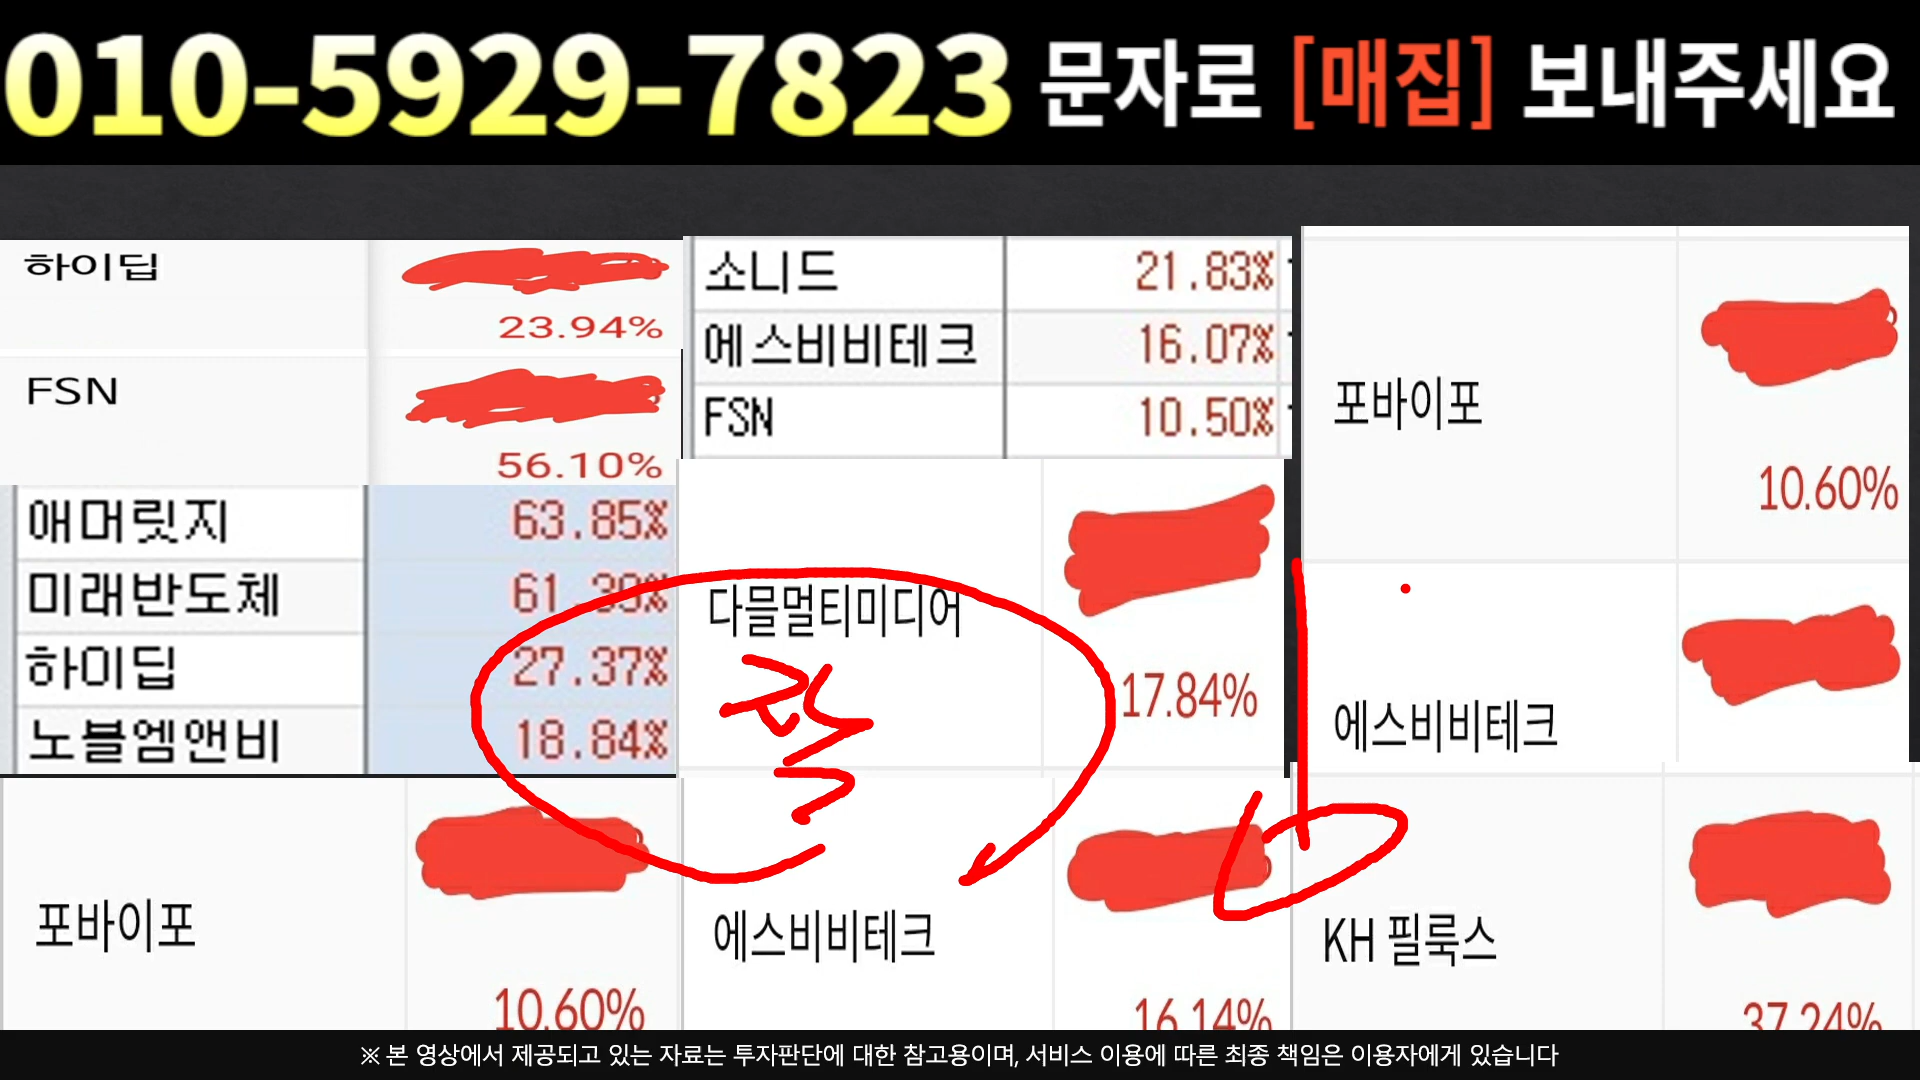 010-5929-7823 문자로 [매집] 보내주세요
하이딥
23.94%
FSN
56.10%
애머릿지 63.85%
미래반도체 61.39%
하이딥 27.37%
노블엠앤비 18.84%
소니드 21.83%
에스비비테크 16.07%
FSN 10.50%
다믈멀티미디어
17.84%
포바이포
10.60%
에스비비테크
포바이포
10.60%
에스비비테크
16.14%
KH 필룩스
37.24%
※ 본 영상에서 제공되고 있는 자료는 투자판단에 대한 참고용이며, 서비스 이용에 따른 최종 책임은 이용자에게 있습니다